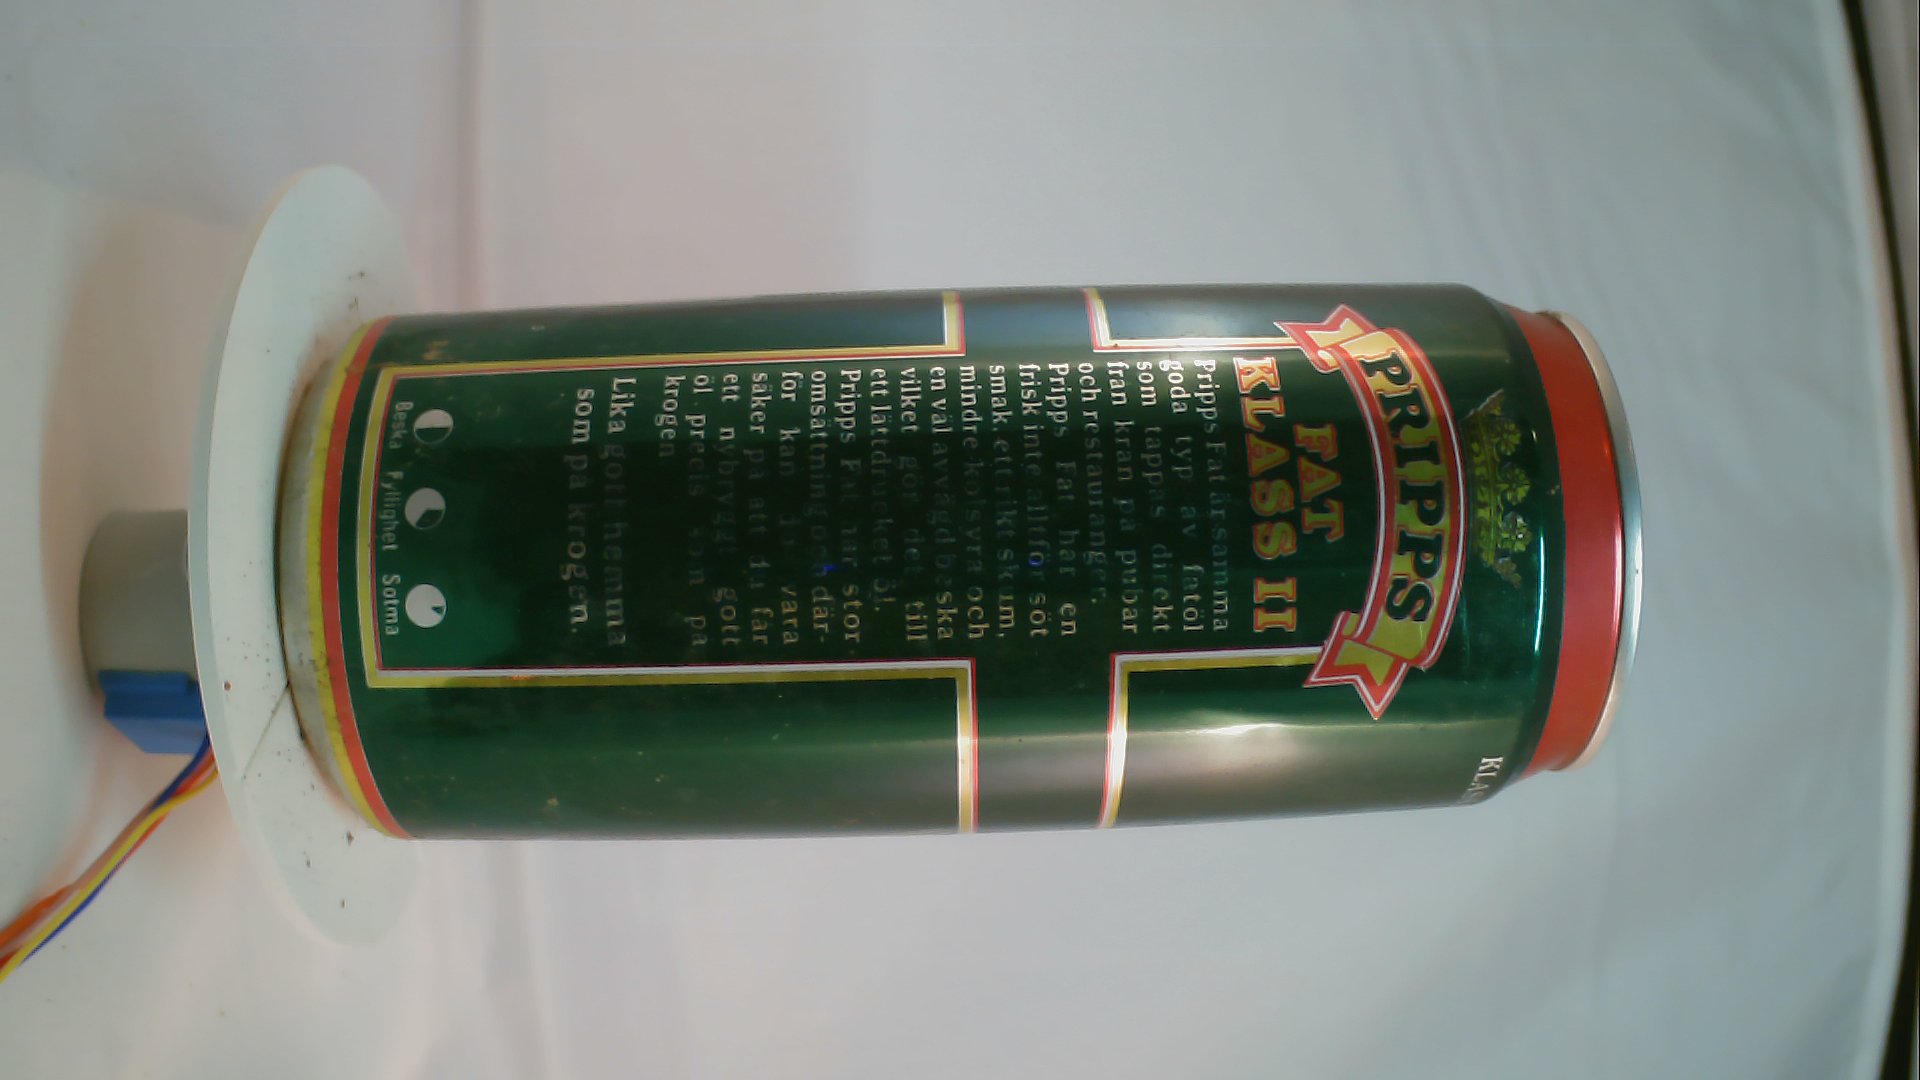 PRIPPS
FAT
KLASS II
Pripps Fat är samma
goda typ av fatöl
som tappas direkt
från kran på pubar
och restauranger.
Pripps Fat har en
frisk inte alltför söt
smak, ett rikt skum,
mindre kolsyra och
en väl avvägd beska
vilket gör det till
ett lättdrucket öl.
Pripps Fat har stor
omsättning och där-
för kan du vara
säker på att du får
ett nybryggt gott
öl precis som på
krogen
Lika gott hemma
som på krogen.
Beska Fyllighet Sötma